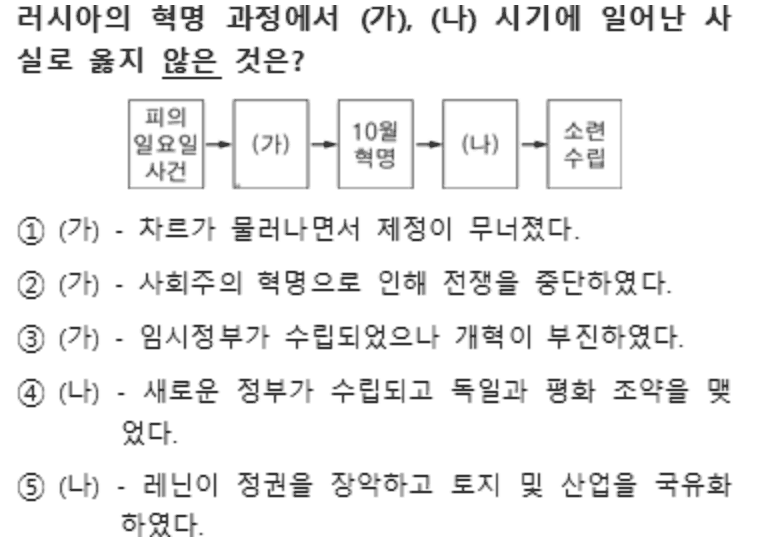 러시아의 혁명 과정에서 (가), (나) 시기에 일어난 사
실로 옳지 않은 것은?
피의
일요일
사건
(가)
10월
혁명
(나)
소련
수립
① (가) - 차르가 물러나면서 제정이 무너졌다.
② (가) - 사회주의 혁명으로 인해 전쟁을 중단하였다.
③ (가) - 임시정부가 수립되었으나 개혁이 부진하였다.
④ (나) - 새로운 정부가 수립되고 독일과 평화 조약을 맺
었다.
⑤ (나) - 레닌이 정권을 장악하고 토지 및 산업을 국유화
하였다.